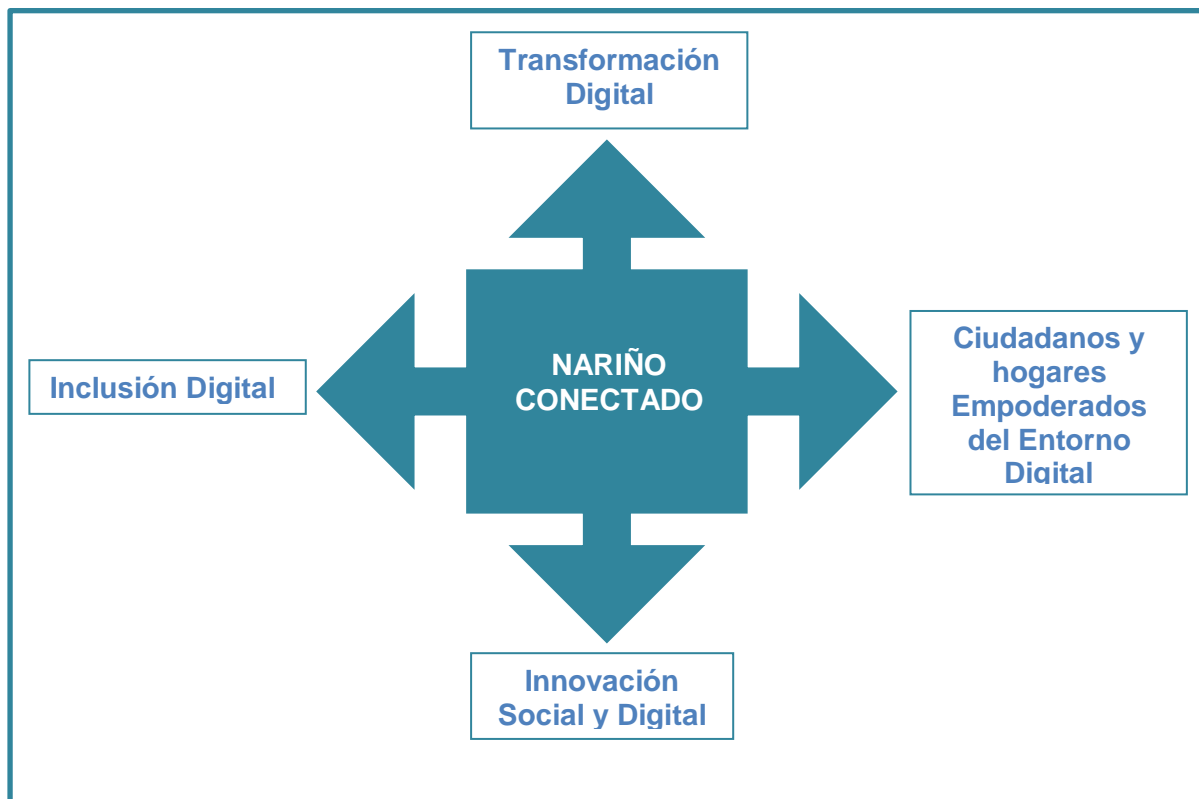 Transformación
Digital
Inclusión Digital
NARIÑO
CONECTADO
Ciudadanos y
hogares
Empoderados
del Entorno
Digital
Innovación
Social y Digital